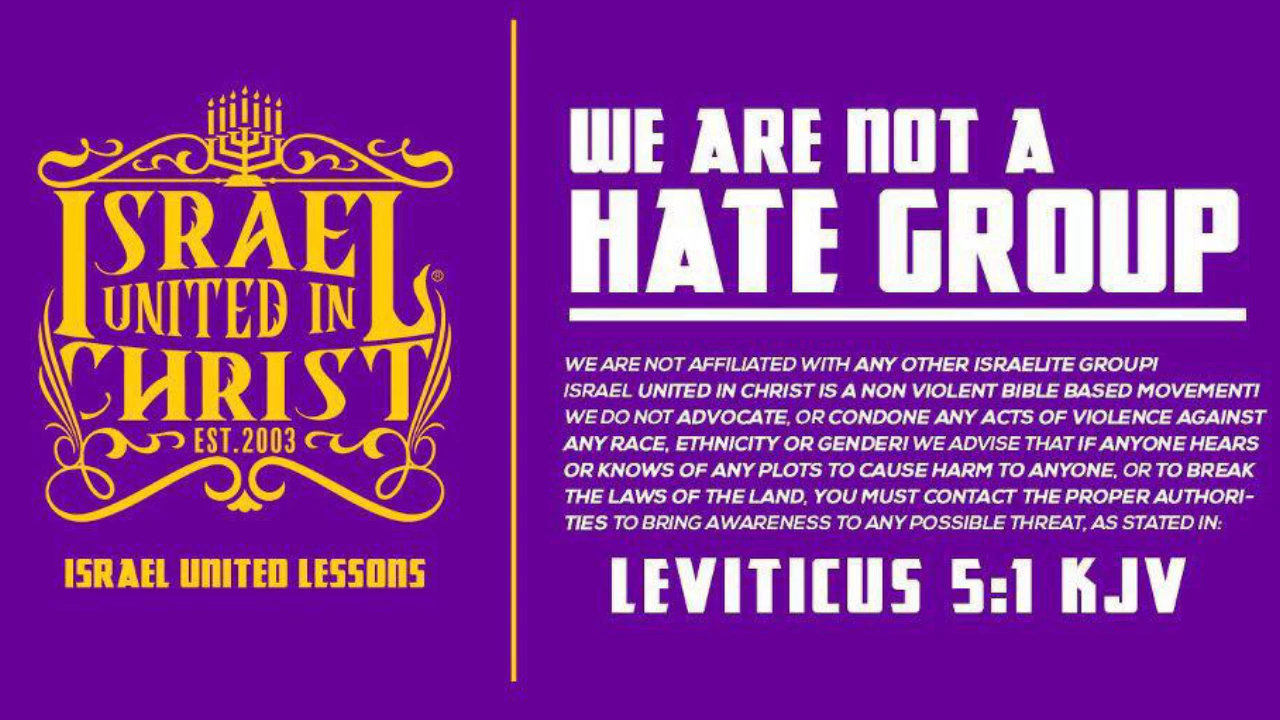 ISRAEL
UNITED IN
CHRIST
®
EST.2003
ISRAEL UNITED LESSONS
WE ARE NOT A
HATE GROUP
WE ARE NOT AFFILIATED WITH ANY OTHER ISRAELITE GROUP!
ISRAEL UNITED IN CHRIST IS A NON VIOLENT BIBLE BASED MOVEMENT!
WE DO NOT ADVOCATE, OR CONDONE ANY ACTS OF VIOLENCE AGAINST
ANY RACE, ETHNICITY OR GENDER! WE ADVISE THAT IF ANYONE HEARS
OR KNOWS OF ANY PLOTS TO CAUSE HARM TO ANYONE, OR TO BREAK
THE LAWS OF THE LAND, YOU MUST CONTACT THE PROPER AUTHORI-
TIES TO BRING AWARENESS TO ANY POSSIBLE THREAT, AS STATED IN:
LEVITICUS 5:1 KJV